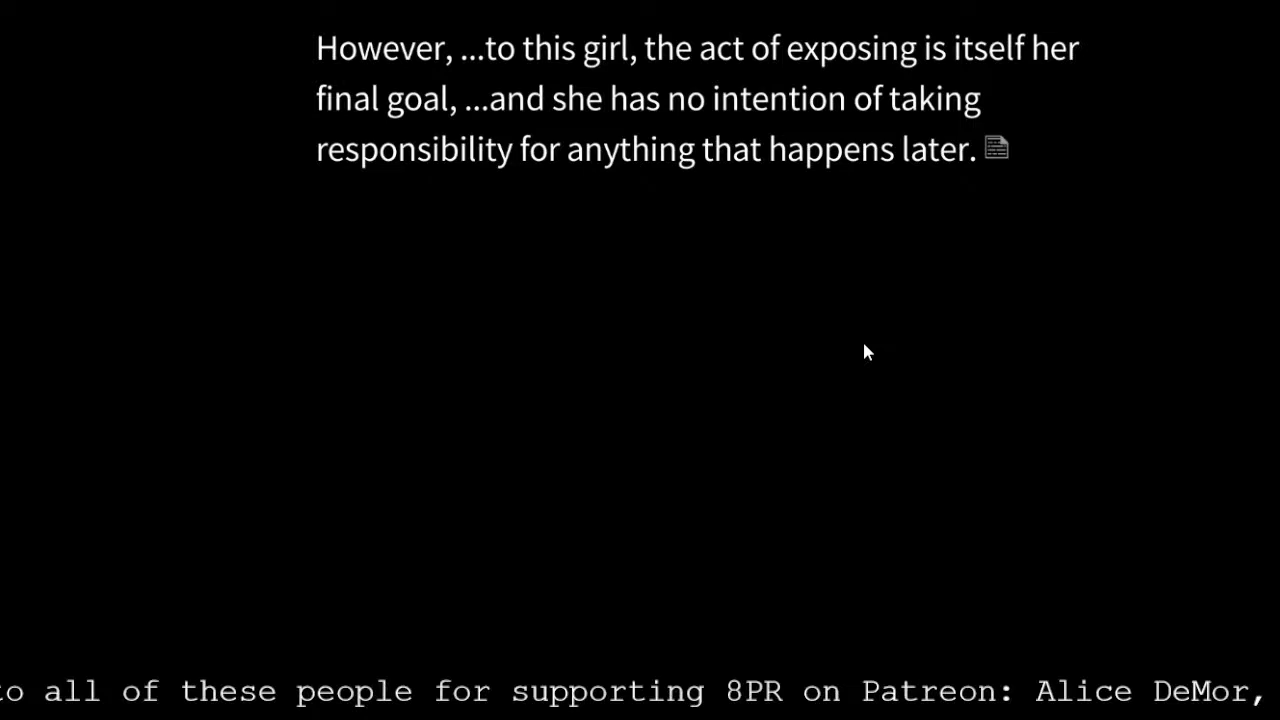 However, ...to this girl, the act of exposing is itself her
final goal, ...and she has no intention of taking
responsibility for anything that happens later.
to all of these people for supporting 8PR on Patreon: Alice DeMor,